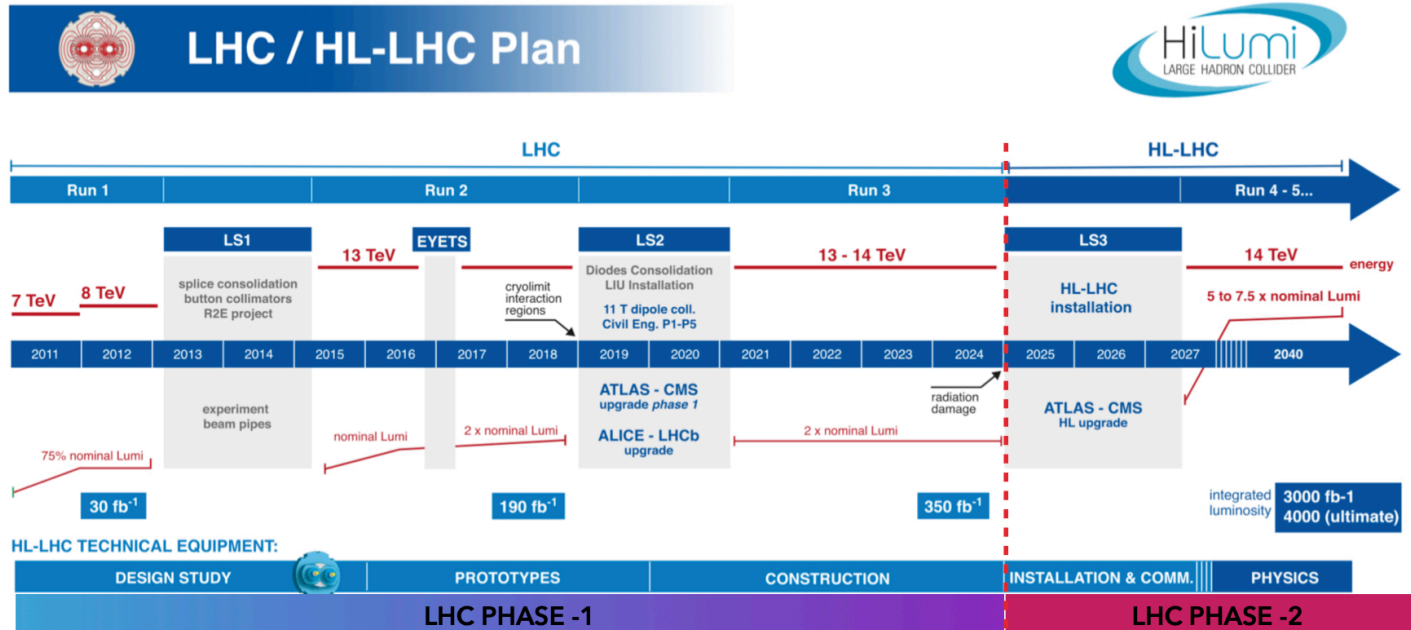 LHC / HL-LHC Plan
HiLumi
LARGE HADRON COLLIDER
LHC
HL-LHC
Run 1
Run 2
Run 3
Run 4 - 5...
LS1
EYETS
LS2
LS3
13 TeV
13 - 14 TeV
14 TeV
energy
splice consolidation
button collimators
R2E project
7 TeV
8 TeV
cryolimit
interaction
regions
Diodes Consolidation
LIU Installation
11 T dipole coll.
Civil Eng. P1-P5
HL-LHC
installation
5 to 7.5 x nominal Lumi
2011
2012
2013
2014
2015
2016
2017
2018
2019
2020
2021
2022
2023
2024
2025
2026
2027
2040
experiment
beam pipes
ATLAS - CMS
upgrade phase 1
ALICE - LHCb
upgrade
radiation
damage
ATLAS - CMS
HL upgrade
75% nominal Lumi
nominal Lumi
2 x nominal Lumi
2 x nominal Lumi
30 fb-1
190 fb-1
350 fb-1
integrated
luminosity
3000 fb-1
4000 (ultimate)
HL-LHC TECHNICAL EQUIPMENT:
DESIGN STUDY
PROTOTYPES
CONSTRUCTION
INSTALLATION & COMM.
PHYSICS
LHC PHASE -1
LHC PHASE -2